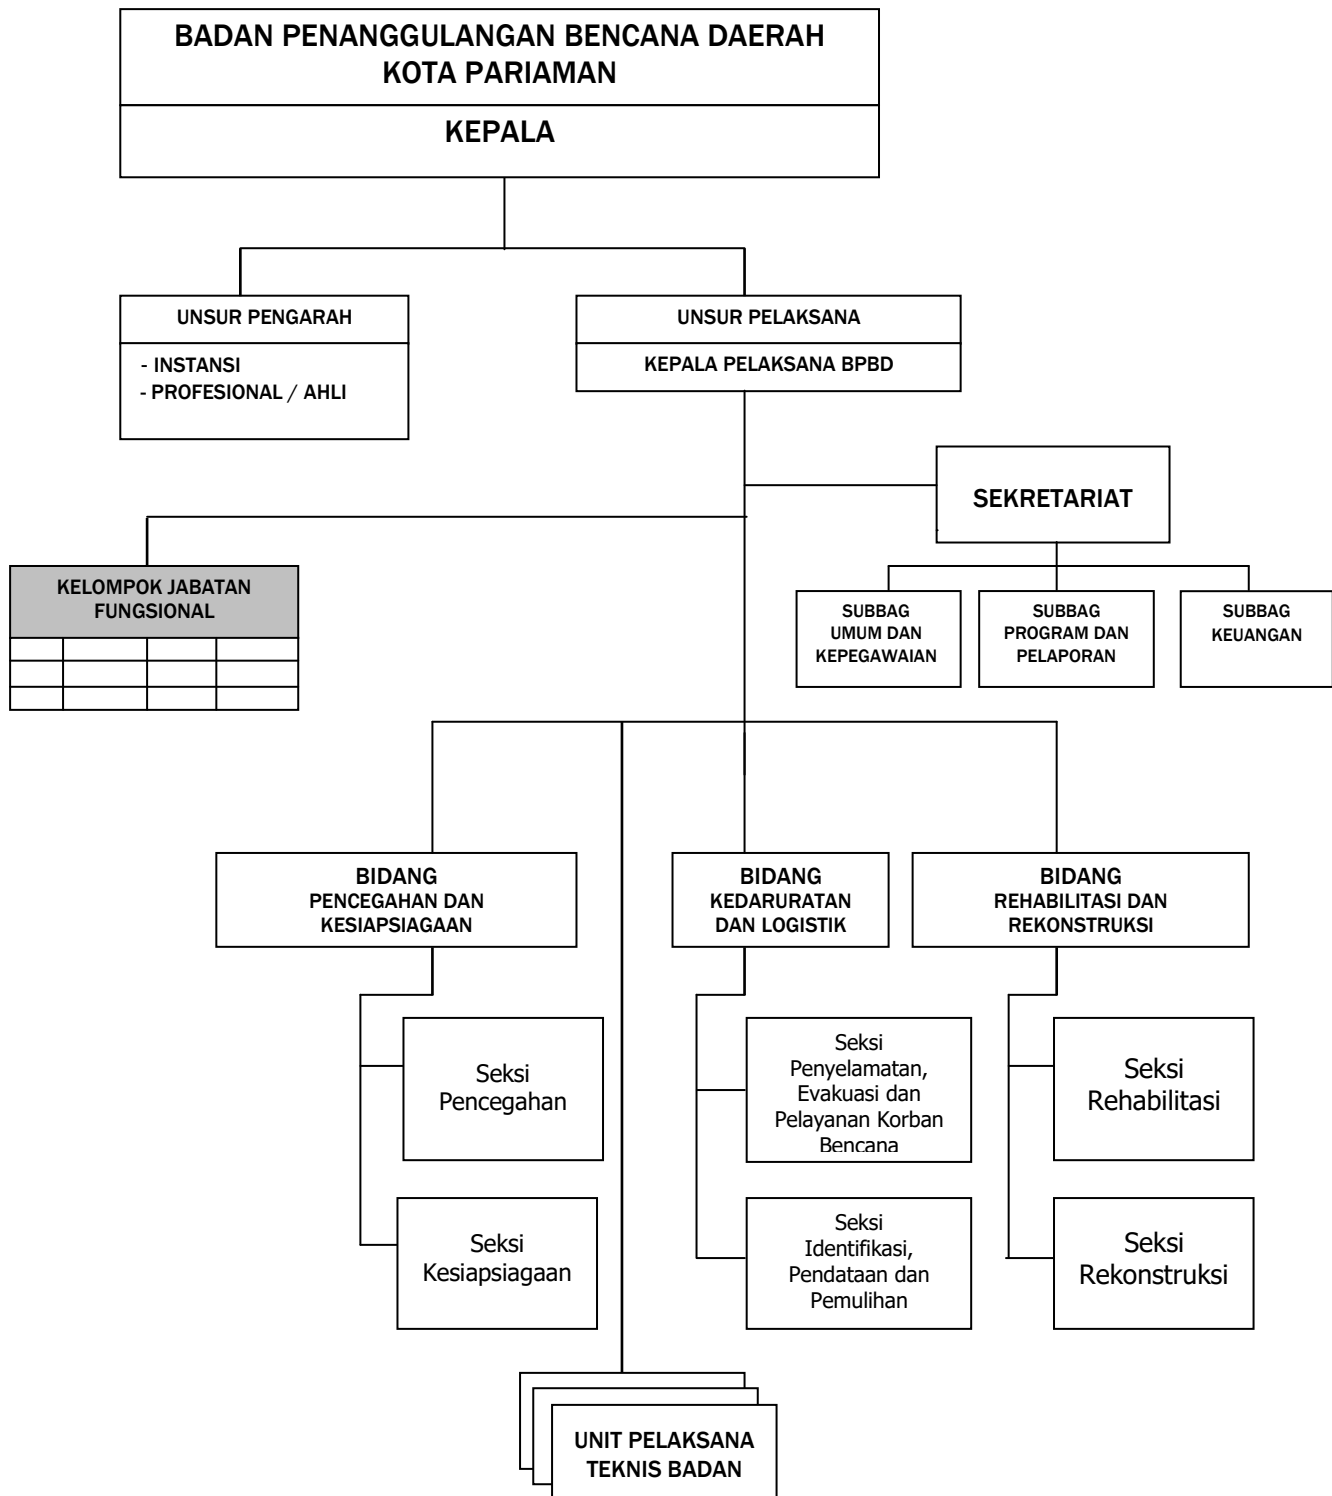 BADAN PENANGGULANGAN BENCANA DAERAH
KOTA PARIAMAN
KEPALA
UNSUR PENGARAH
- INSTANSI
- PROFESIONAL / AHLI
UNSUR PELAKSANA
KEPALA PELAKSANA BPBD
SEKRETARIAT
KELOMPOK JABATAN
FUNGSIONAL
SUBBAG
UMUM DAN
KEPEGAWAIAN
SUBBAG
PROGRAM DAN
PELAPORAN
SUBBAG
KEUANGAN
BIDANG
PENCEGAHAN DAN
KESIAPSIAGAAN
BIDANG
KEDARURATAN
DAN LOGISTIK
BIDANG
REHABILITASI DAN
REKONSTRUKSI
Seksi
Pencegahan
Seksi
Penyelamatan,
Evakuasi dan
Pelayanan Korban
Bencana
Seksi
Rehabilitasi
Seksi
Kesiapsiagaan
Seksi
Identifikasi,
Pendataan dan
Pemulihan
Seksi
Rekonstruksi
UNIT PELAKSANA
TEKNIS BADAN